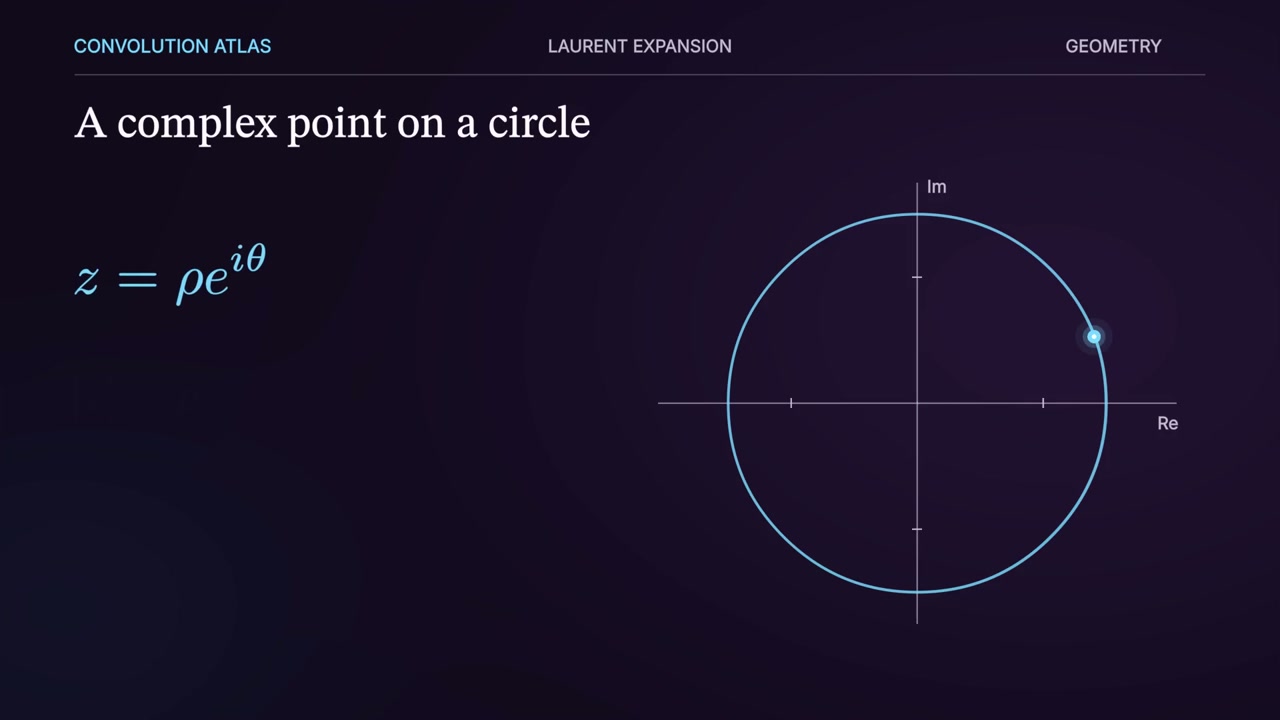 CONVOLUTION ATLAS
LAURENT EXPANSION
GEOMETRY
A complex point on a circle
z = ρe^{iθ}
Im
Re